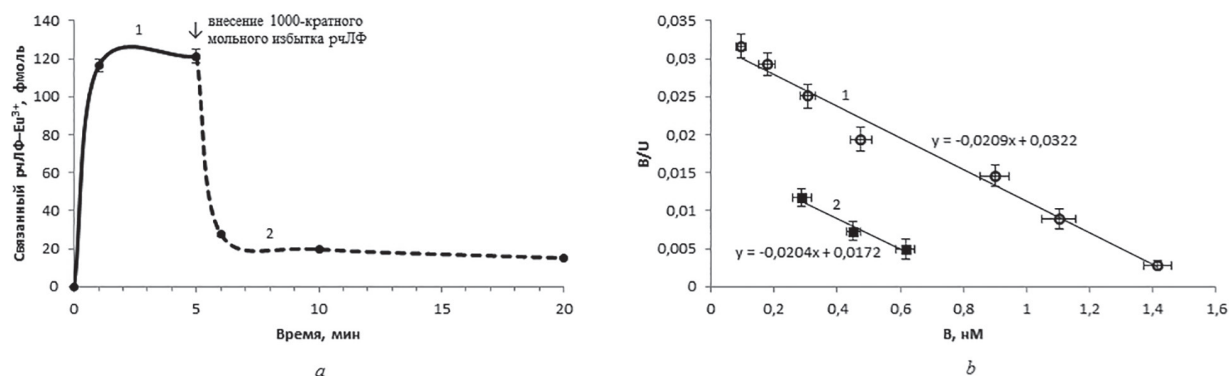 140
120
100
80
60
40
20
0
Связанный рчЛФ–Eu³⁺, фмоль
1
внесение 1000-кратного
мольного избытка рчЛФ
2
0 5 10 15 20
Время, мин
a
0,035
0,03
0,025
0,02
0,015
0,01
0,005
0
B/U
1
y = -0,0209x + 0,0322
2
y = -0,0204x + 0,0172
0 0,2 0,4 0,6 0,8 1 1,2 1,4 1,6
B, нМ
b